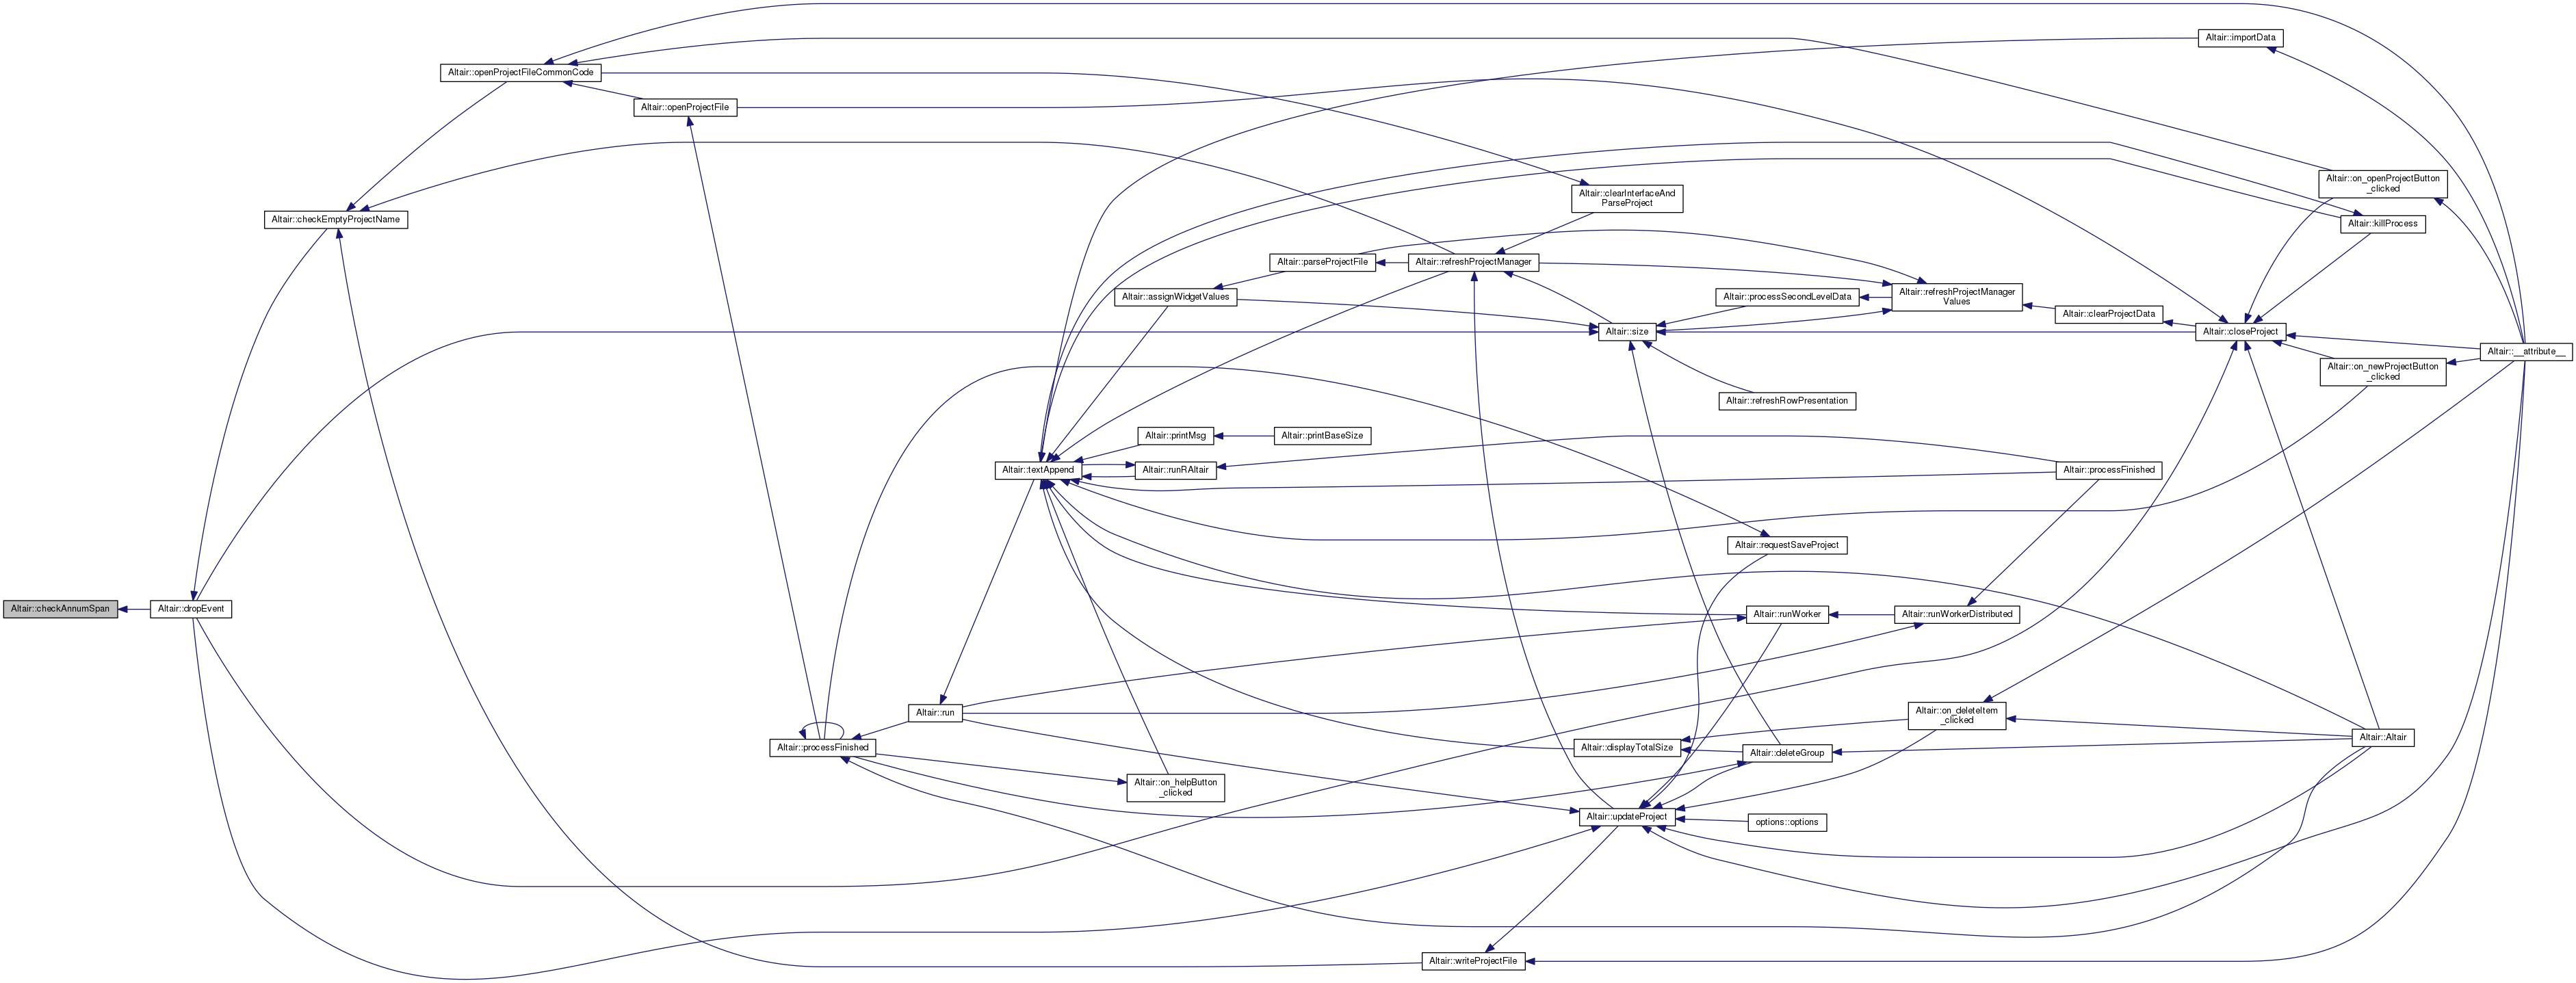 Altair::importData
Altair::openProjectFileCommonCode
Altair::openProjectFile
Altair::on_openProjectButton
_clicked
Altair::clearInterfaceAnd
ParseProject
Altair::checkEmptyProjectName
Altair::killProcess
Altair::parseProjectFile
Altair::refreshProjectManager
Altair::assignWidgetValues
Altair::processSecondLevelData
Altair::refreshProjectManager
Values
Altair::clearProjectData
Altair::size
Altair::closeProject
Altair::__attribute__
Altair::on_newProjectButton
_clicked
Altair::refreshRowPresentation
Altair::printMsg
Altair::printBaseSize
Altair::textAppend
Altair::runRAltair
Altair::processFinished
Altair::requestSaveProject
Altair::checkAnnumSpan
Altair::dropEvent
Altair::runWorker
Altair::runWorkerDistributed
Altair::run
Altair::on_deleteItem
_clicked
Altair::processFinished
Altair::displayTotalSize
Altair::deleteGroup
Altair::Altair
Altair::on_helpButton
_clicked
Altair::updateProject
options::options
Altair::writeProjectFile